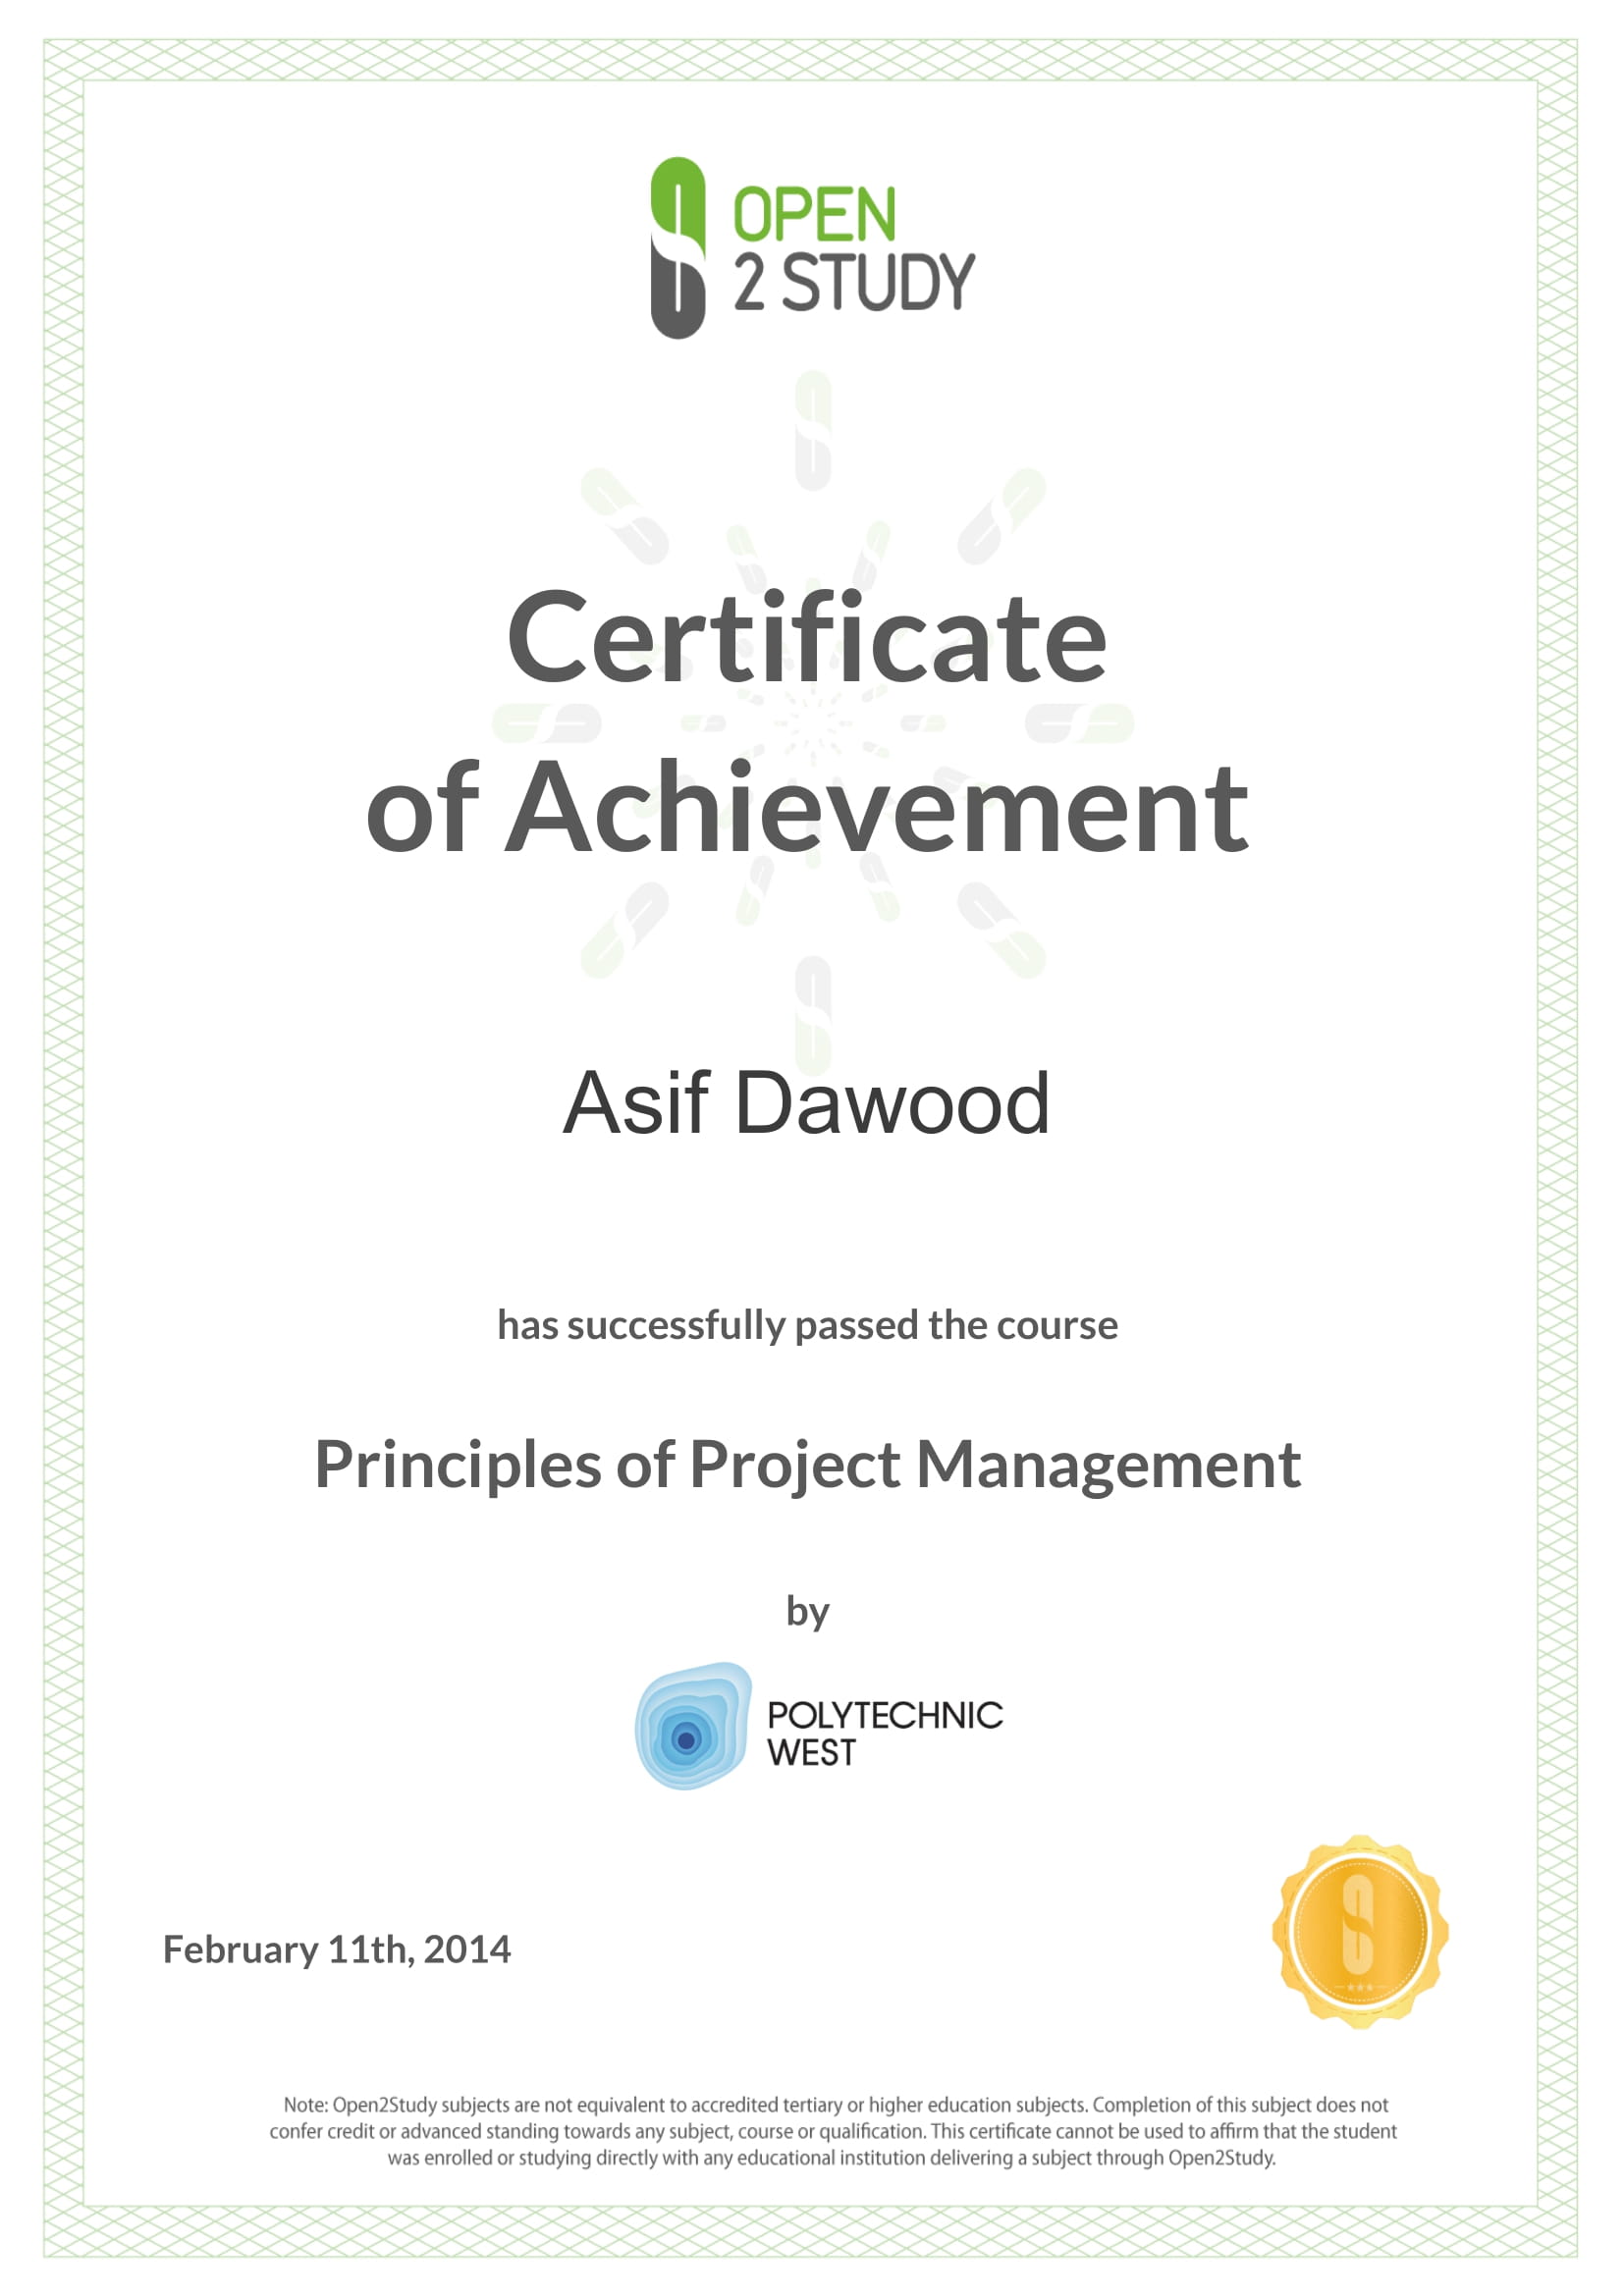 OPEN
2 STUDY
Certificate
of Achievement
Asif Dawood
has successfully passed the course
Principles of Project Management
by
POLYTECHNIC
WEST
February 11th, 2014
Note: Open2Study subjects are not equivalent to accredited tertiary or higher education subjects. Completion of this subject does not
confer credit or advanced standing towards any subject, course or qualification. This certificate cannot be used to affirm that the student
was enrolled or studying directly with any educational institution delivering a subject through Open2Study.